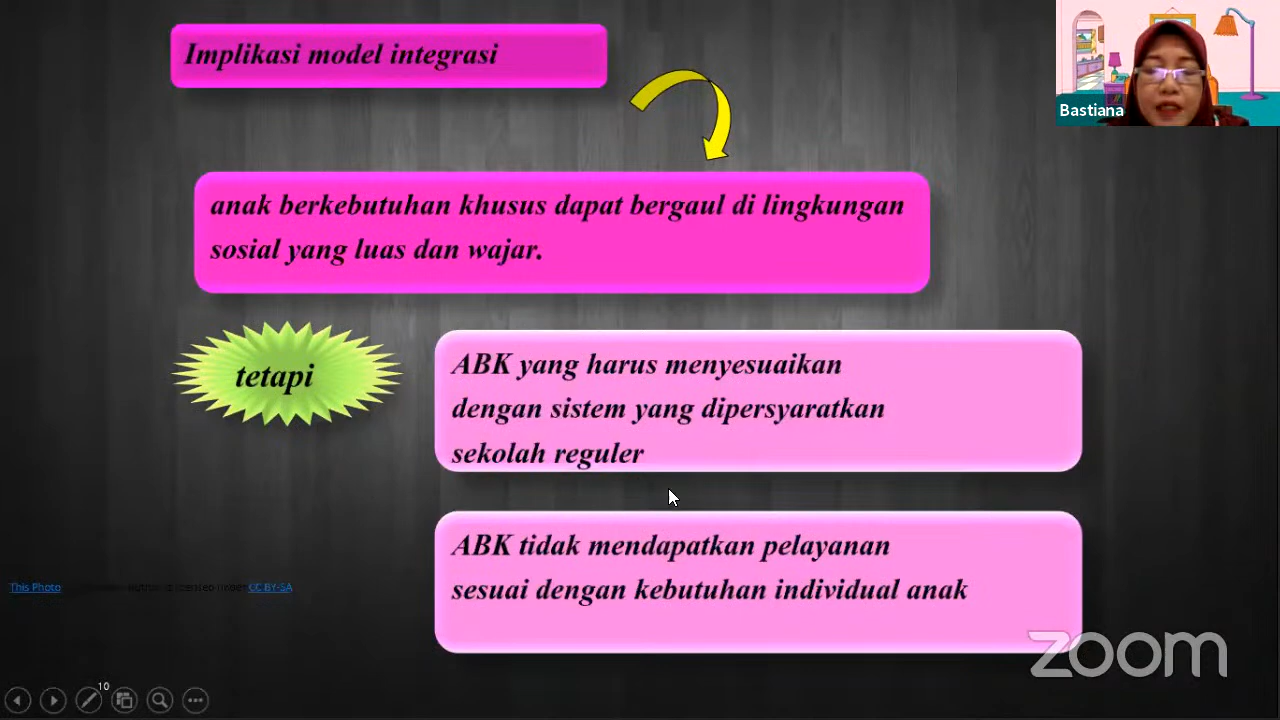 Implikasi model integrasi
Bastiana
anak berkebutuhan khusus dapat bergaul di lingkungan
sosial yang luas dan wajar.
tetapi
ABK yang harus menyesuaikan
dengan sistem yang dipersyaratkan
sekolah reguler
ABK tidak mendapatkan pelayanan
sesuai dengan kebutuhan individual anak
This Photo CC BY-SA
zoom
10